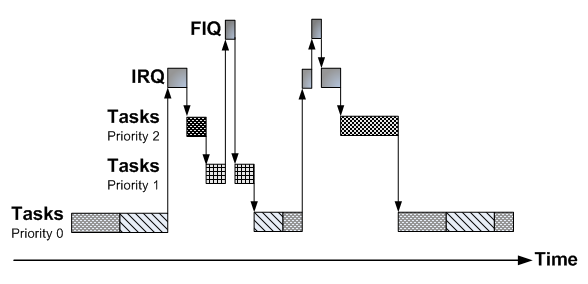 FIQ
IRQ
Tasks
Priority 2
Tasks
Priority 1
Tasks
Priority 0
Time